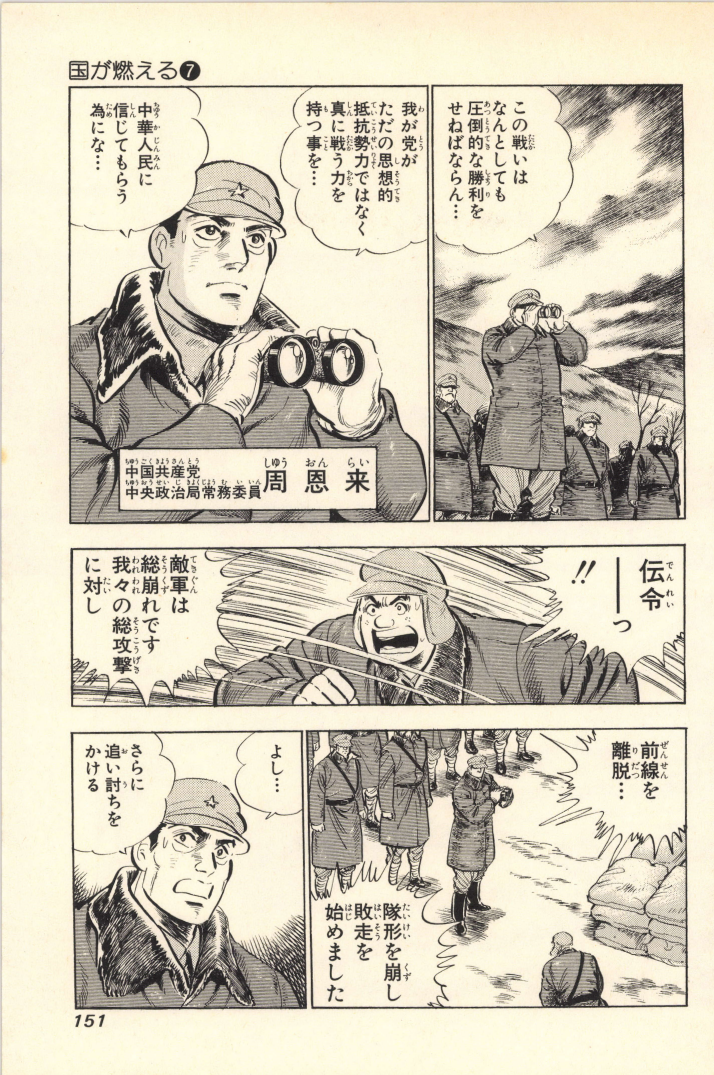 国が燃える❼
この戦いは
なんとしても
圧倒的な勝利を
せねばならん…
我が党が
ただの思想的
抵抗勢力ではなく
真に戦う力を
持つ事を…
中華人民に
信じてもらう
為にな…
中国共産党
中央政治局常務委員
周恩来
伝令──っ
!!
敵軍は
総崩れです
我々の総攻撃
に対し
前線を
離脱…
隊形を崩し
敗走を
始めました
よし…
さらに
追い討ちを
かける
151